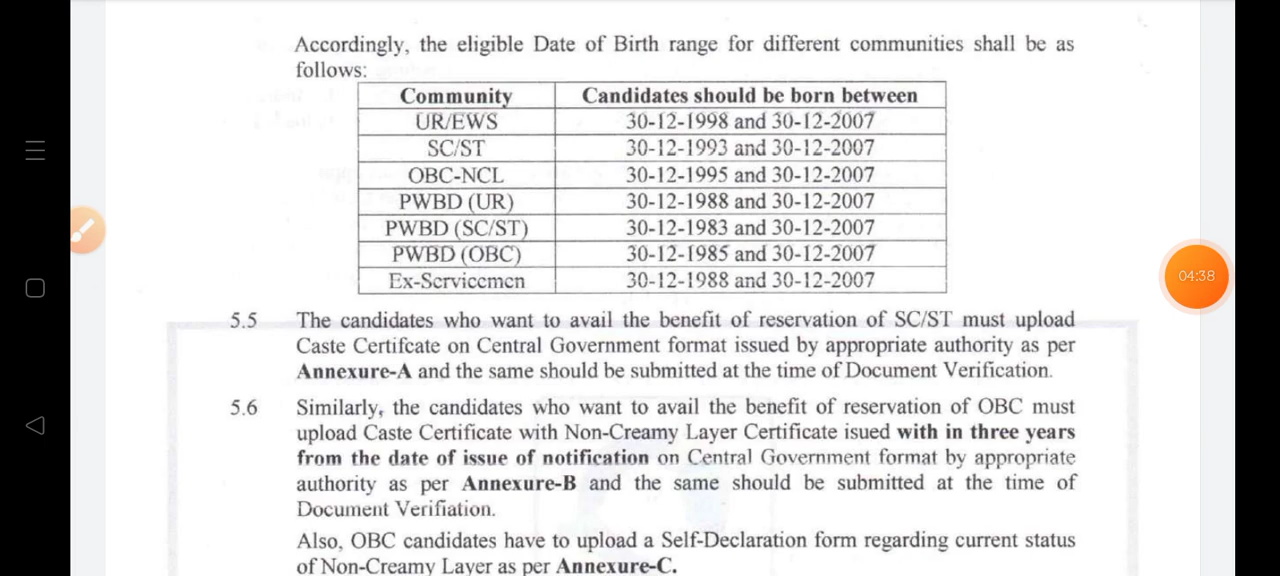 Accordingly, the eligible Date of Birth range for different communities shall be as
follows:
Community Candidates should be born between
UR/EWS 30-12-1998 and 30-12-2007
SC/ST 30-12-1993 and 30-12-2007
OBC-NCL 30-12-1995 and 30-12-2007
PWBD (UR) 30-12-1988 and 30-12-2007
PWBD (SC/ST) 30-12-1983 and 30-12-2007
PWBD (OBC) 30-12-1985 and 30-12-2007
Ex-Servicemen 30-12-1988 and 30-12-2007
5.5 The candidates who want to avail the benefit of reservation of SC/ST must upload
Caste Certifcate on Central Government format issued by appropriate authority as per
Annexure-A and the same should be submitted at the time of Document Verification.
5.6 Similarly, the candidates who want to avail the benefit of reservation of OBC must
upload Caste Certificate with Non-Creamy Layer Certificate isued with in three years
from the date of issue of notification on Central Government format by appropriate
authority as per Annexure-B and the same should be submitted at the time of
Document Verifiation.
Also, OBC candidates have to upload a Self-Declaration form regarding current status
of Non-Creamy Layer as per Annexure-C.
04:38